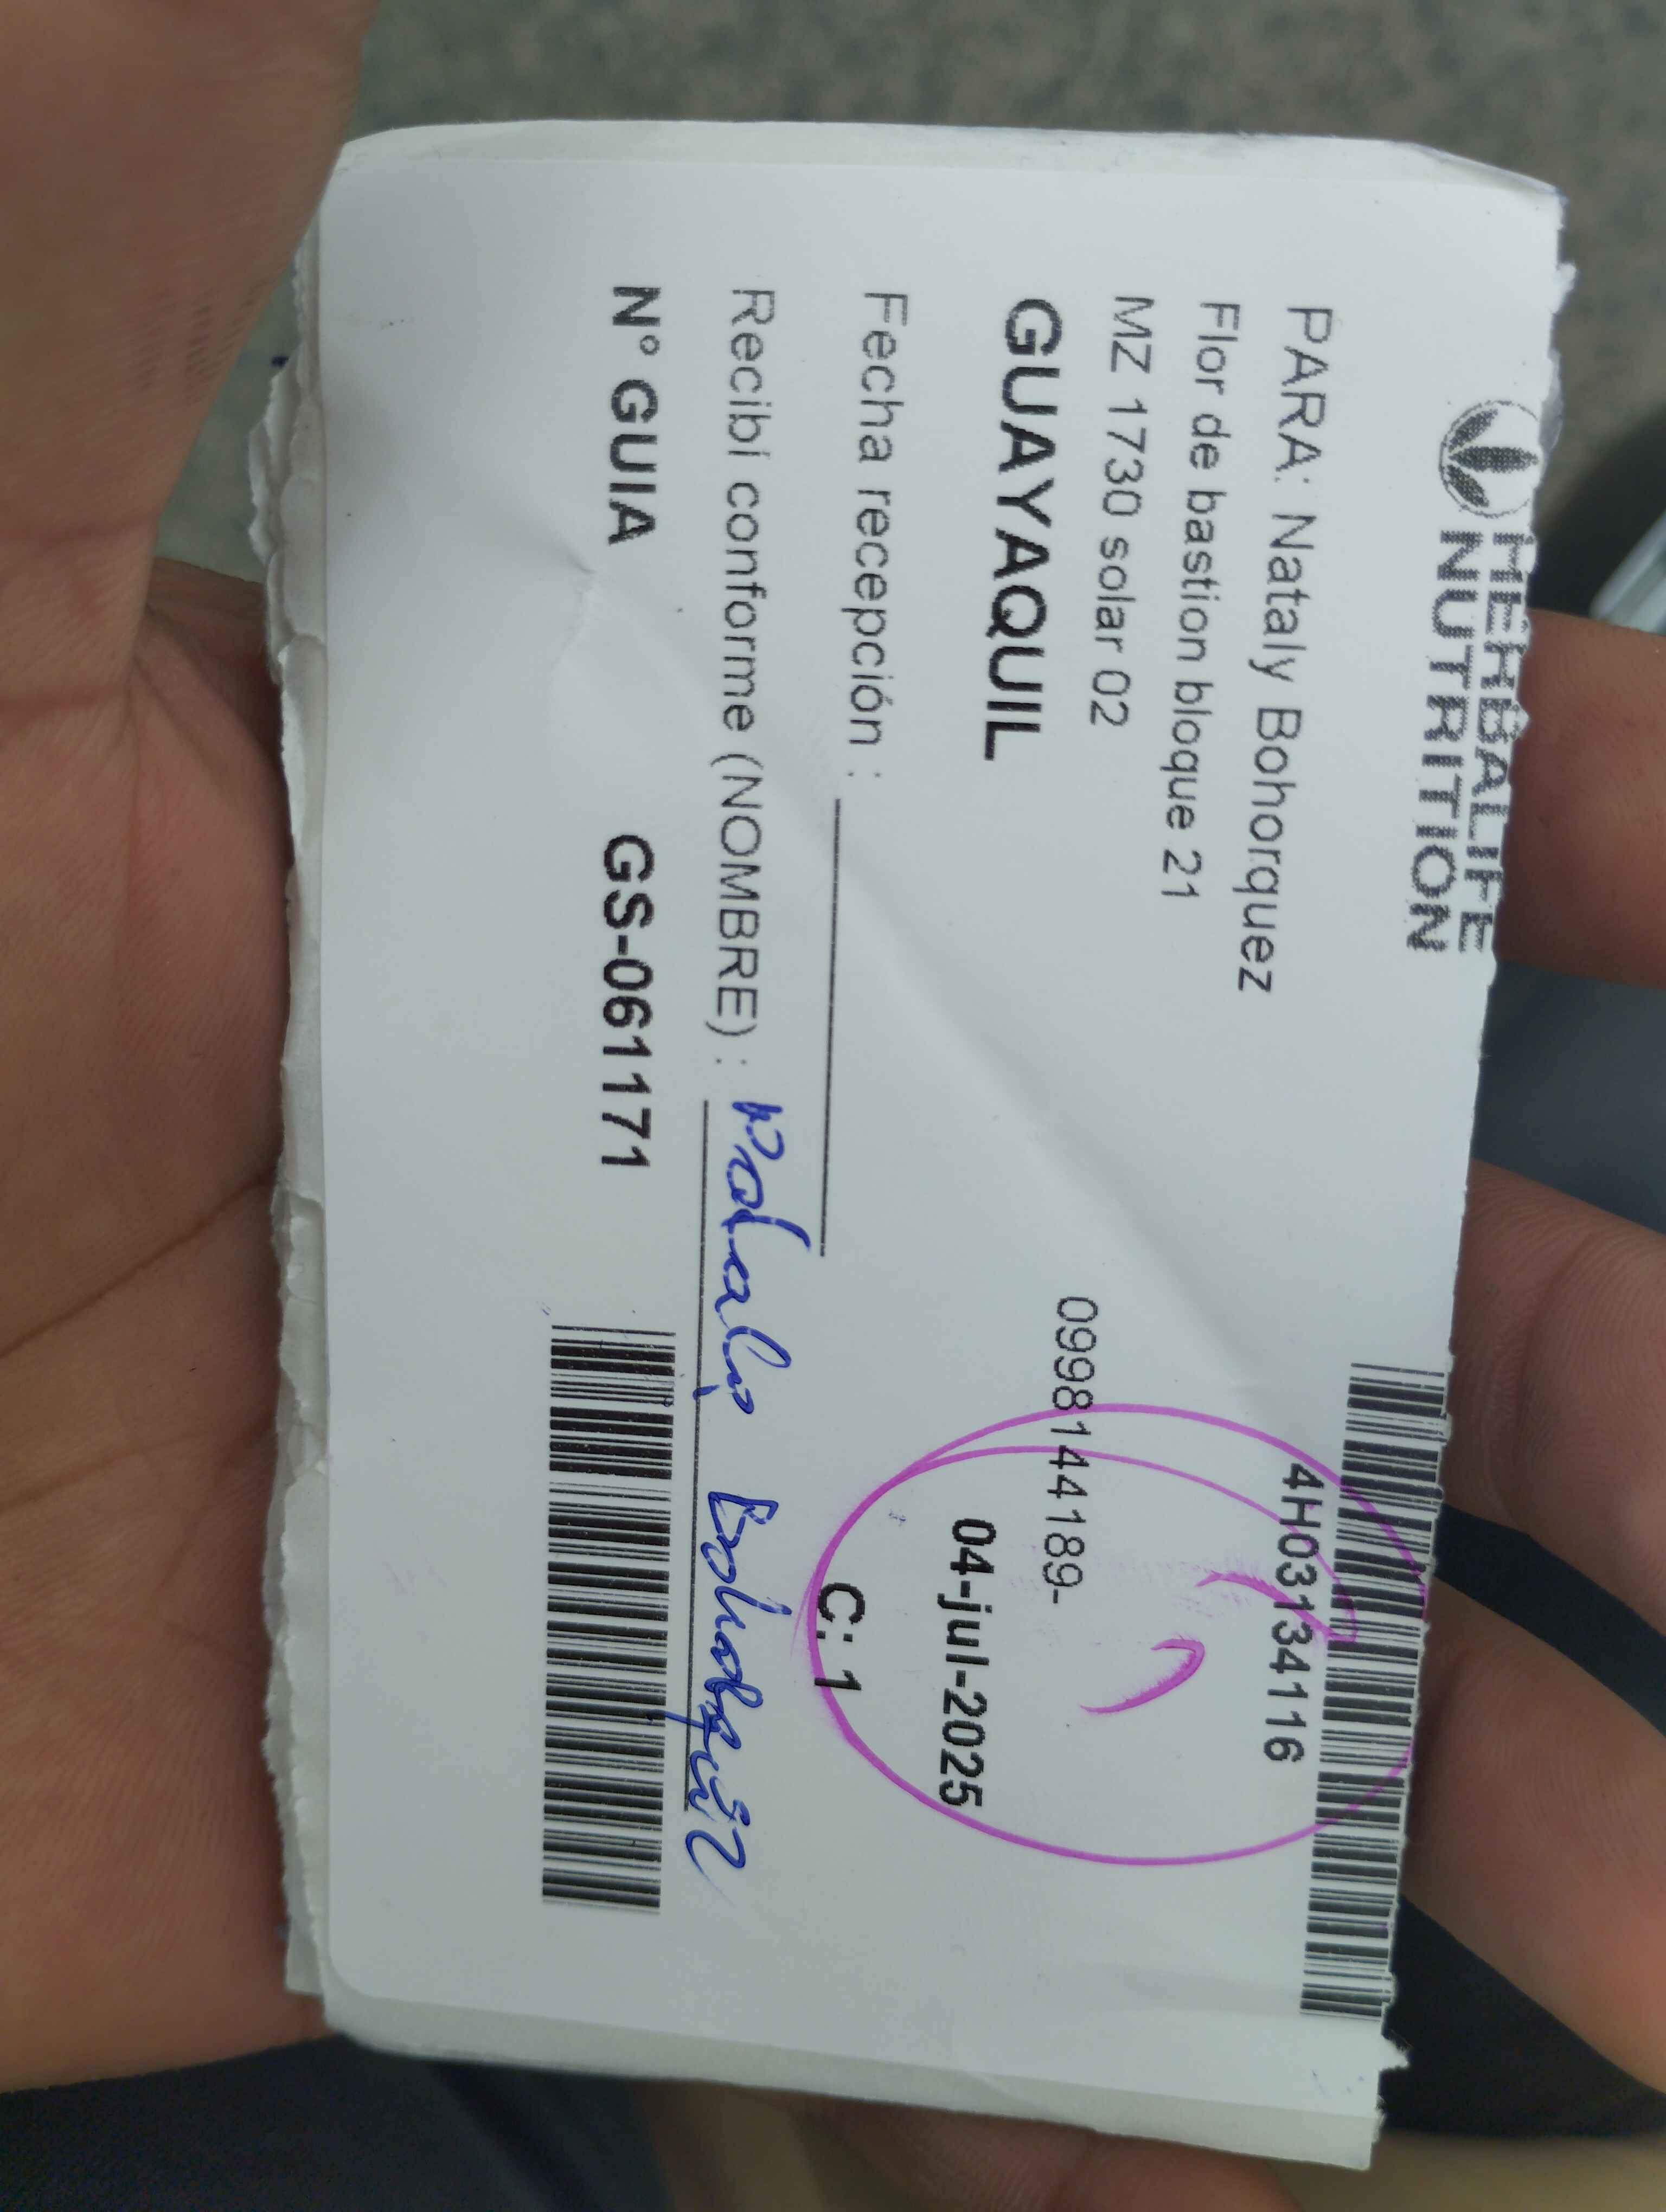 HERBALIFE
NUTRITION
4H03134116
PARA: Nataly Bohorquez
Flor de bastion bloque 21
MZ 1730 solar 02
0998144189-
GUAYAQUIL
04-jul-2025
Fecha recepción :
C: 1
Recibí conforme (NOMBRE) : Nataly Bohorquez
N° GUIA GS-061171